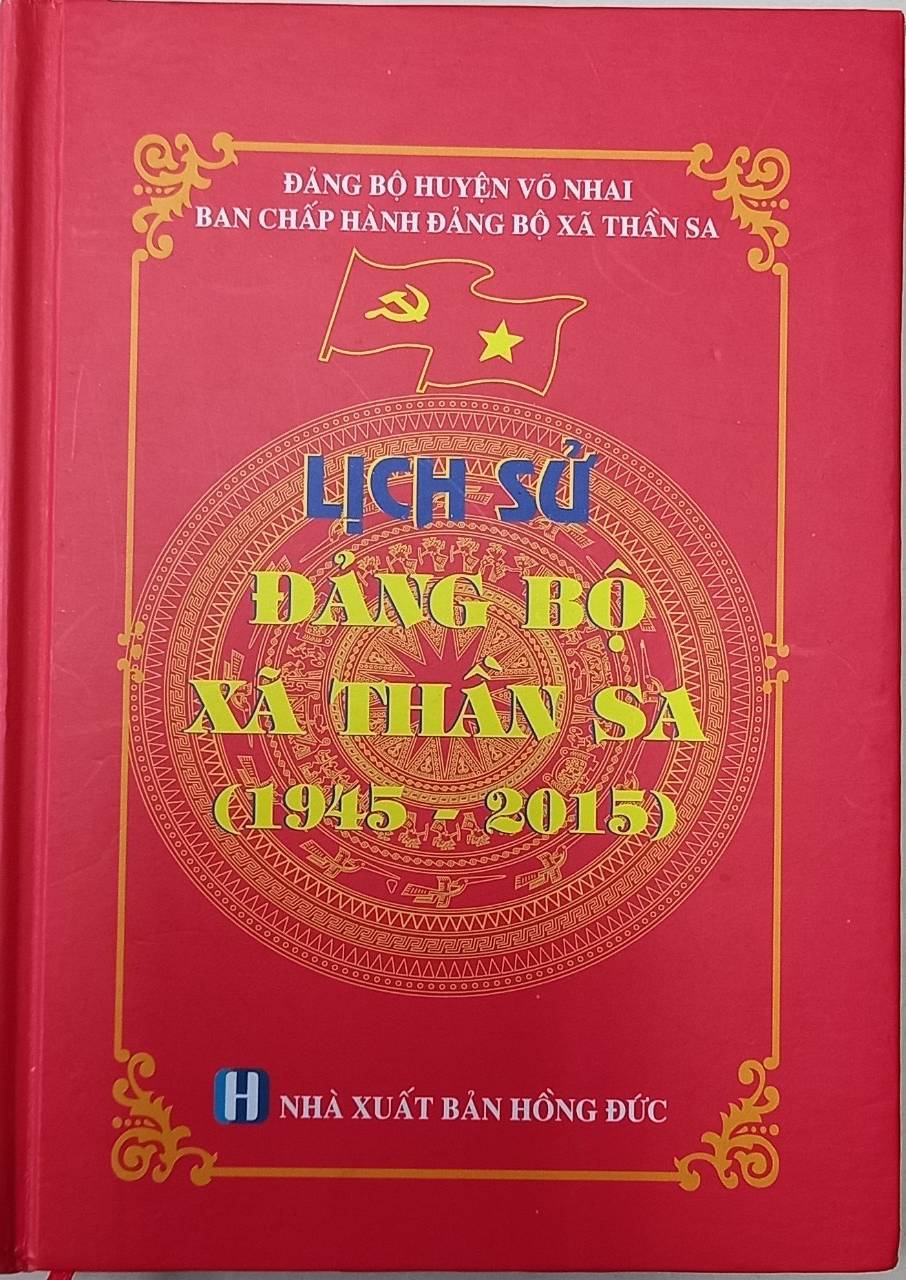 ĐẢNG BỘ HUYỆN VÕ NHAI
BAN CHẤP HÀNH ĐẢNG BỘ XÃ THẦN SA
LỊCH SỬ
ĐẢNG BỘ
XÃ THẦN SA
(1945 - 2015)
H NHÀ XUẤT BẢN HỒNG ĐỨC